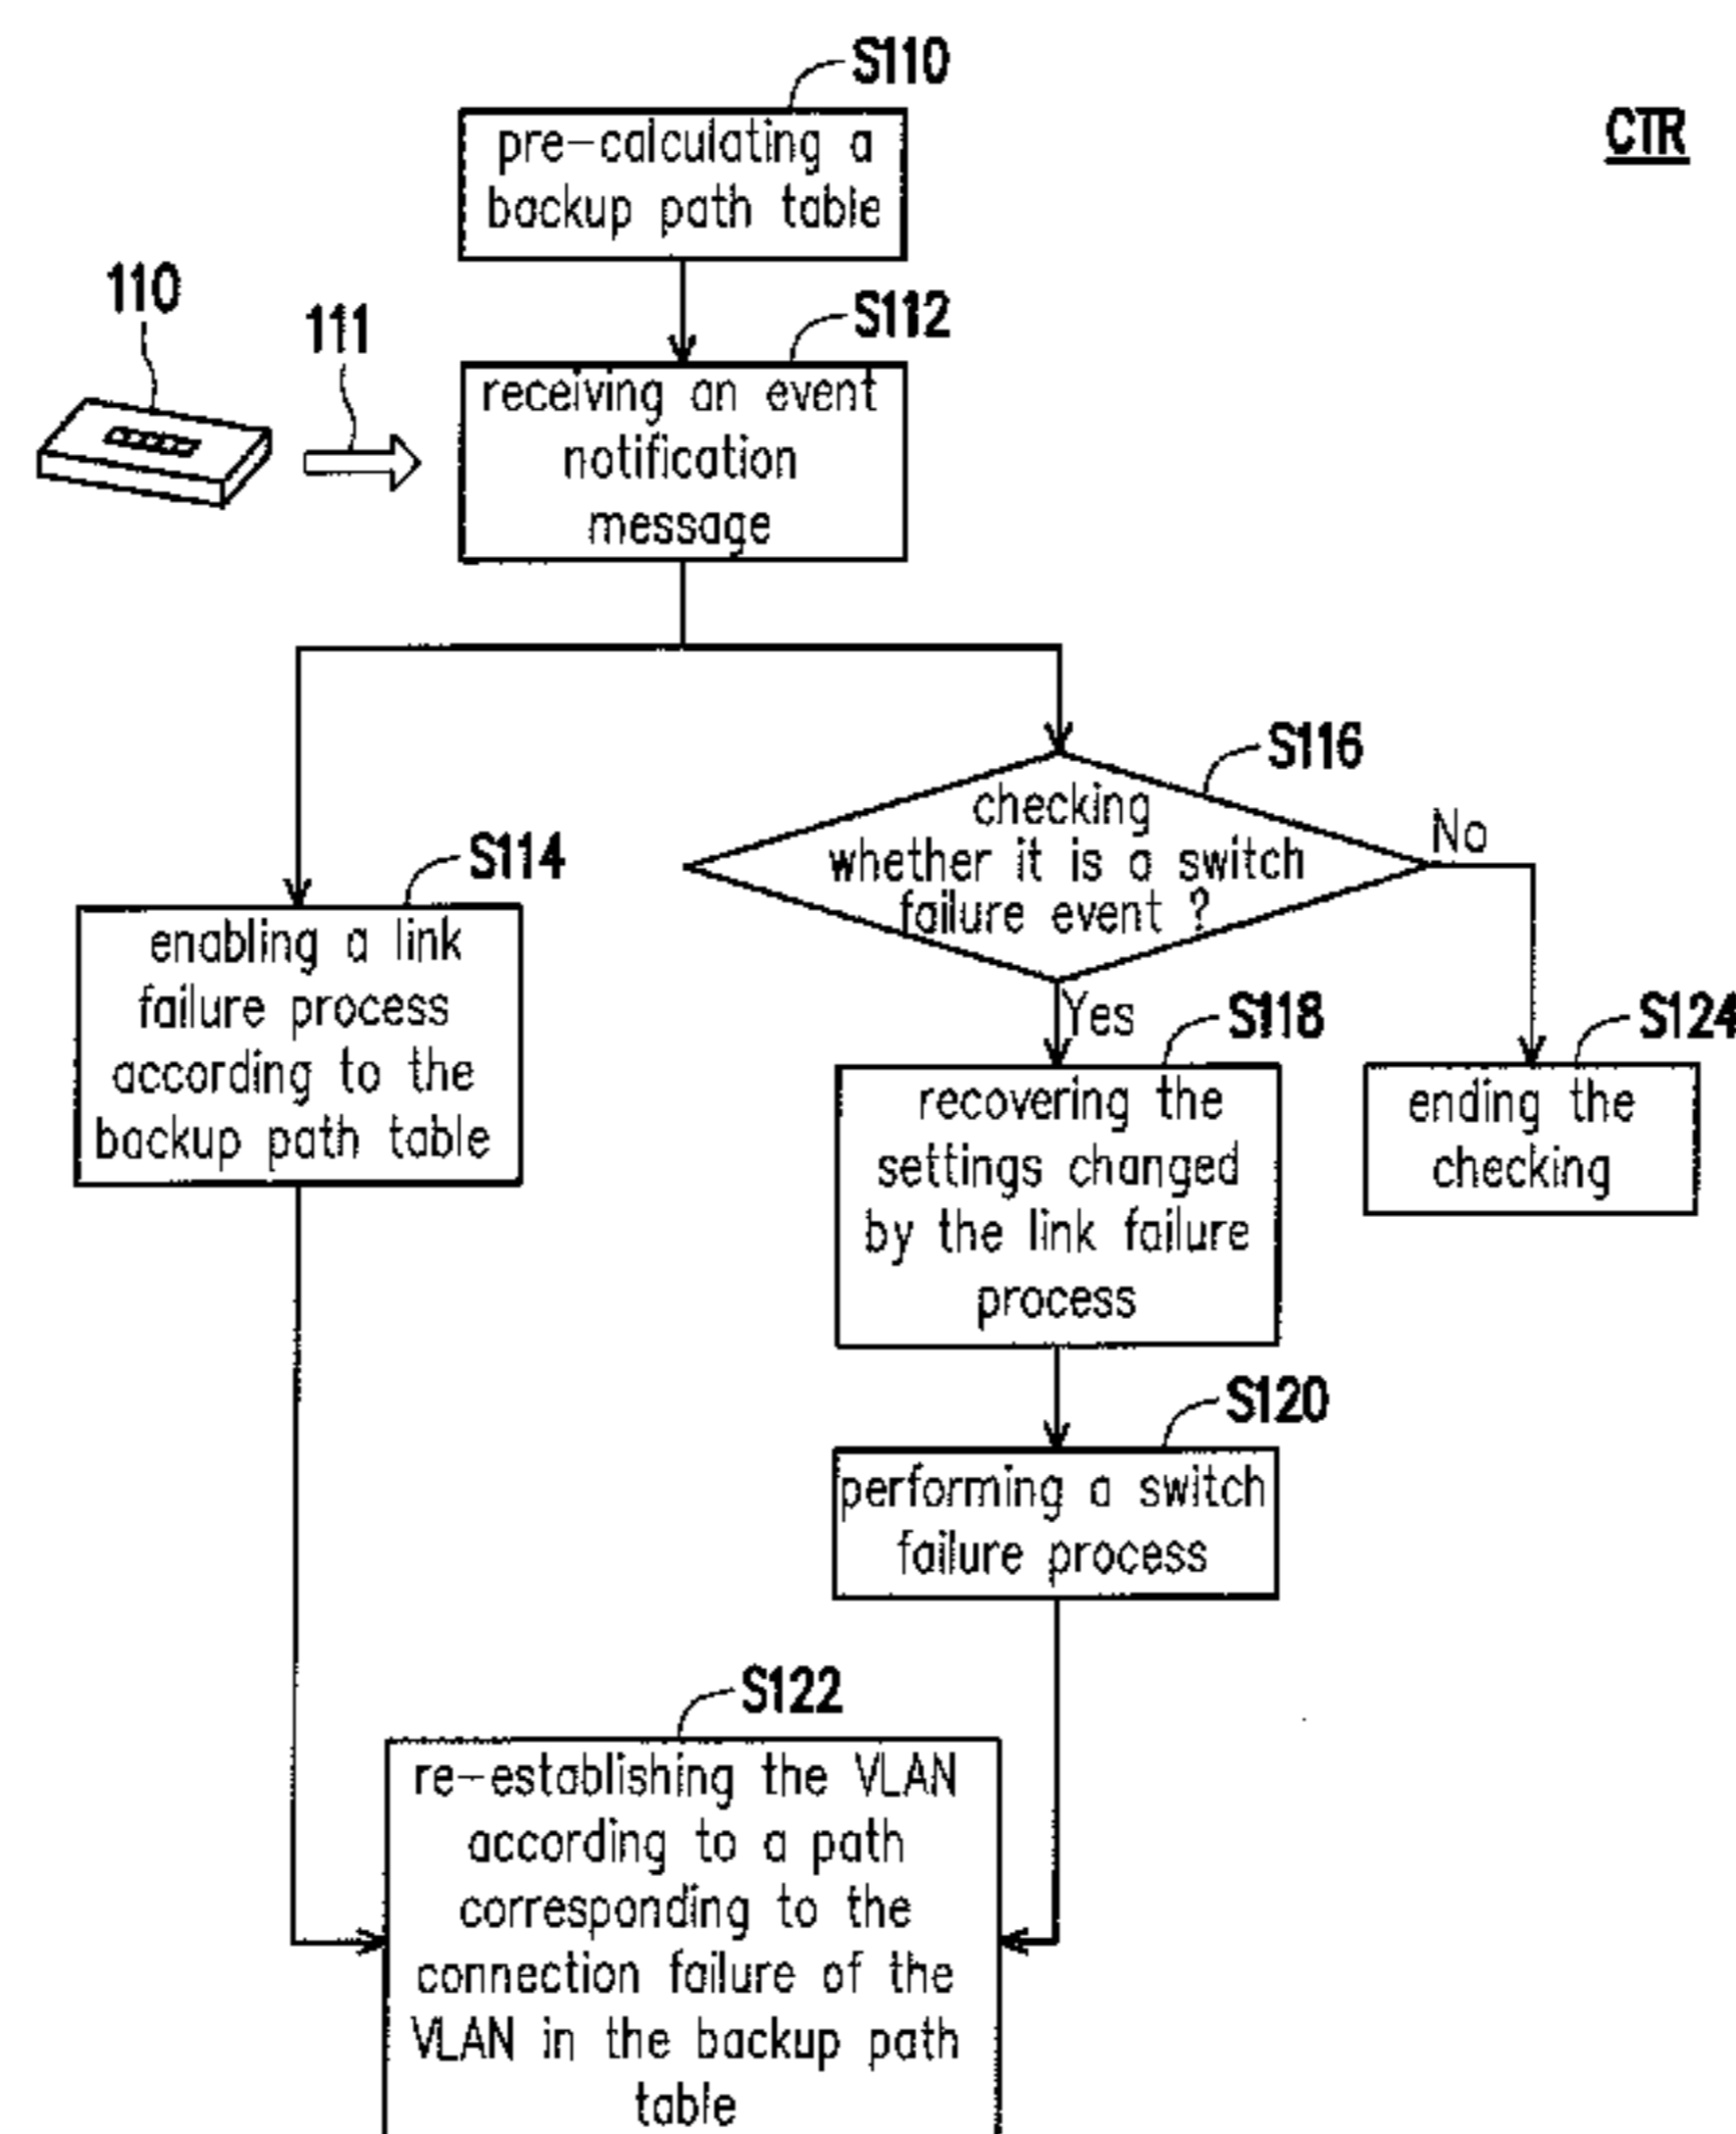 S110
CTR
pre-calculating a
backup path table
110
111
S112
receiving an event
notification
message
S116
checking
whether it is a switch
failure event ?
No
S114
enabling a link
failure process
according to the
backup path table
Yes
S118
S124
recovering the
settings changed
by the link failure
process
ending the
checking
S120
performing a switch
failure process
S122
re-establishing the VLAN
according to a path
corresponding to the
connection failure of the
VLAN in the backup path
table